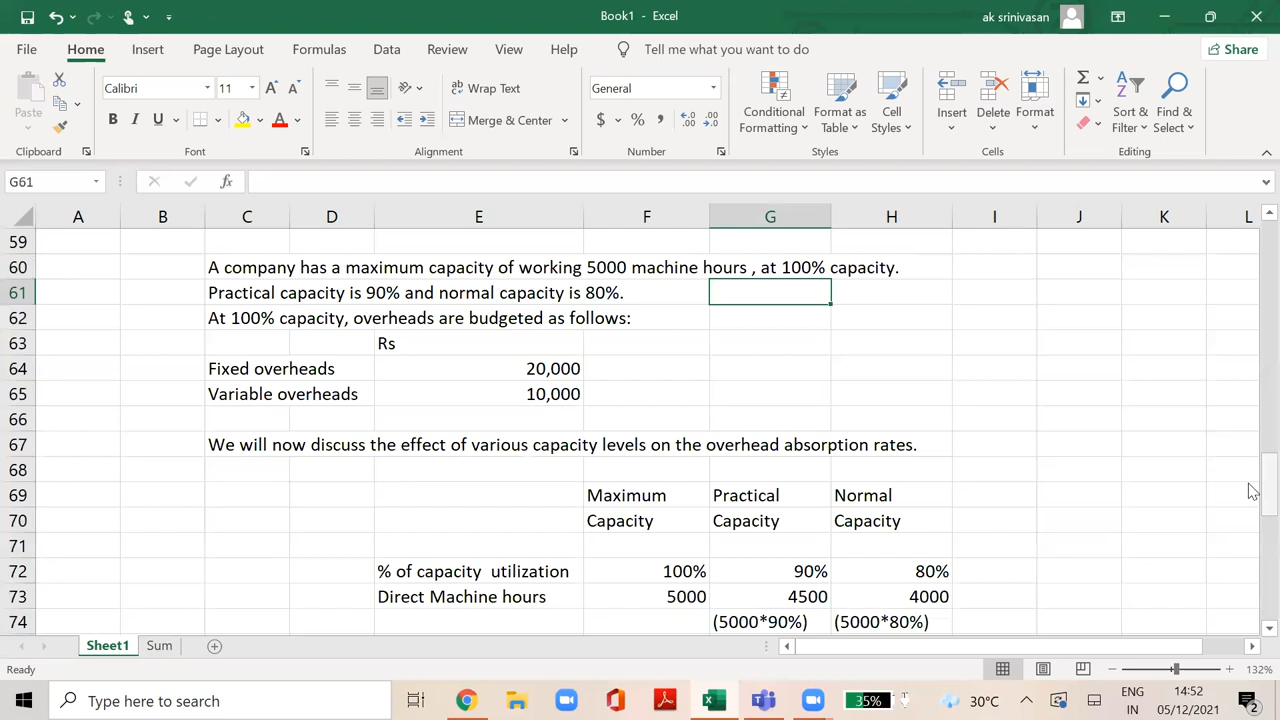 Book1 - Excel
ak srinivasan
File Home Insert Page Layout Formulas Data Review View Help Tell me what you want to do Share
Paste
Calibri 11
B I U A
Wrap Text
Merge & Center
General
$ % ,
Conditional Formatting
Format as Table
Cell Styles
Insert Delete Format
Sort & Filter
Find & Select
Clipboard Font Alignment Number Styles Cells Editing
G61 fx
A B C D E F G H I J K L
59
60 A company has a maximum capacity of working 5000 machine hours , at 100% capacity.
61 Practical capacity is 90% and normal capacity is 80%.
62 At 100% capacity, overheads are budgeted as follows:
63 Rs
64 Fixed overheads 20,000
65 Variable overheads 10,000
66
67 We will now discuss the effect of various capacity levels on the overhead absorption rates.
68
69 Maximum Practical Normal
70 Capacity Capacity Capacity
71
72 % of capacity utilization 100% 90% 80%
73 Direct Machine hours 5000 4500 4000
74 (5000*90%) (5000*80%)
Sheet1 Sum
Ready 132%
Type here to search
35%
30°C
ENG
IN
14:52
05/12/2021
2